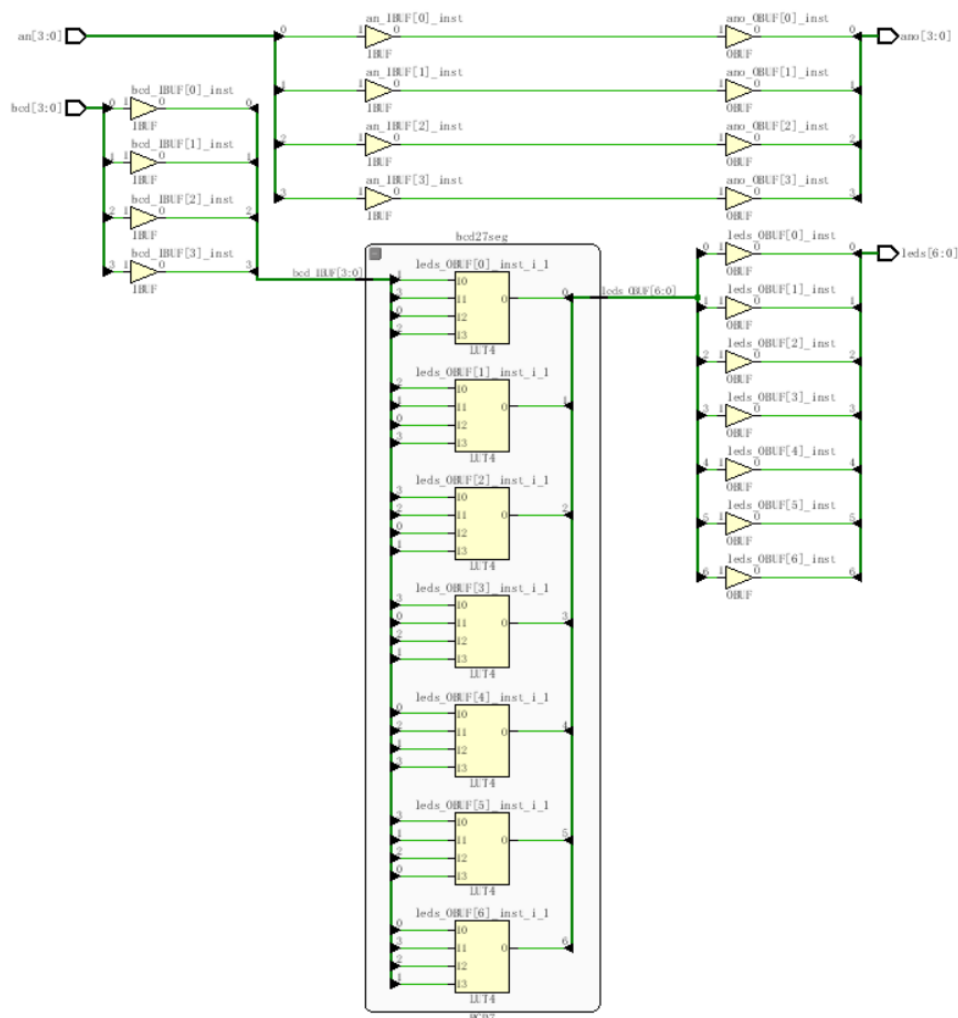 an[3:0]
an_IBUF[0]_inst
IBUF
ano_OBUF[0]_inst
OBUF
ano[3:0]
an_IBUF[1]_inst
IBUF
ano_OBUF[1]_inst
OBUF
an_IBUF[2]_inst
IBUF
ano_OBUF[2]_inst
OBUF
an_IBUF[3]_inst
IBUF
ano_OBUF[3]_inst
OBUF
bcd[3:0]
bcd_IBUF[0]_inst
IBUF
bcd_IBUF[1]_inst
IBUF
bcd_IBUF[2]_inst
IBUF
bcd_IBUF[3]_inst
IBUF
bcd_IBUF[3:0]
bcd27seg
leds_OBUF[0]_inst_i_1
1 I0
3 I1
0 I2
2 I3
O 0
LUT4
leds_OBUF[1]_inst_i_1
2 I0
1 I1
0 I2
3 I3
O 1
LUT4
leds_OBUF[2]_inst_i_1
3 I0
2 I1
0 I2
1 I3
O 2
LUT4
leds_OBUF[3]_inst_i_1
3 I0
0 I1
2 I2
1 I3
O 3
LUT4
leds_OBUF[4]_inst_i_1
0 I0
2 I1
1 I2
3 I3
O 4
LUT4
leds_OBUF[5]_inst_i_1
3 I0
1 I1
2 I2
0 I3
O 5
LUT4
leds_OBUF[6]_inst_i_1
0 I0
3 I1
2 I2
1 I3
O 6
LUT4
leds_OBUF[6:0]
leds_OBUF[0]_inst
OBUF
leds[6:0]
leds_OBUF[1]_inst
OBUF
leds_OBUF[2]_inst
OBUF
leds_OBUF[3]_inst
OBUF
leds_OBUF[4]_inst
OBUF
leds_OBUF[5]_inst
OBUF
leds_OBUF[6]_inst
OBUF